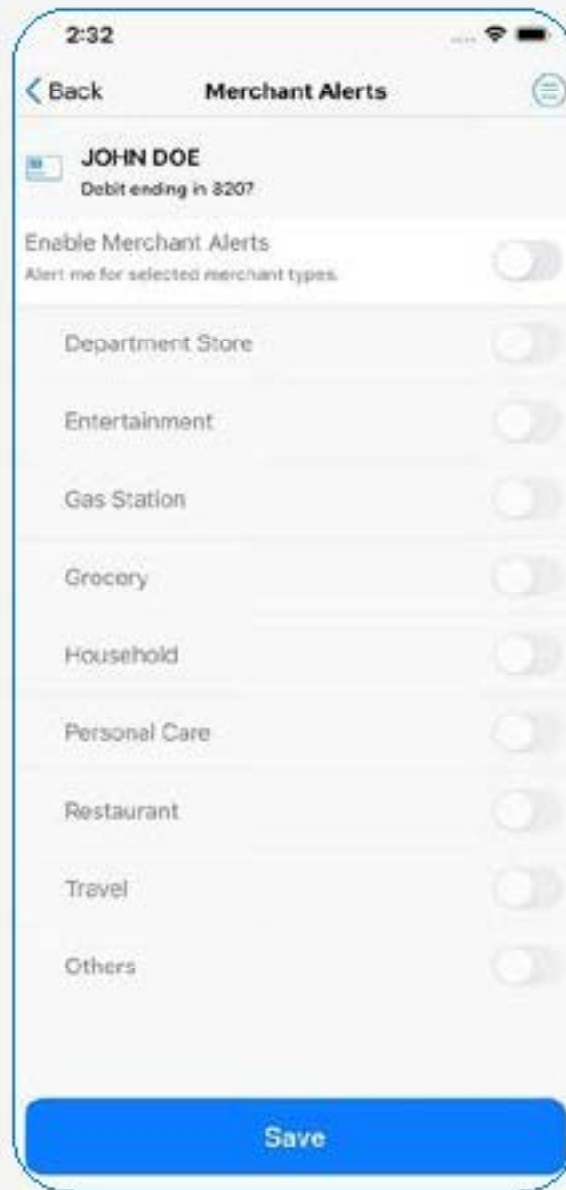 2:32
Back Merchant Alerts
JOHN DOE
Debit ending in 8207
Enable Merchant Alerts
Alert me for selected merchant types.
Department Store
Entertainment
Gas Station
Grocery
Household
Personal Care
Restaurant
Travel
Others
Save